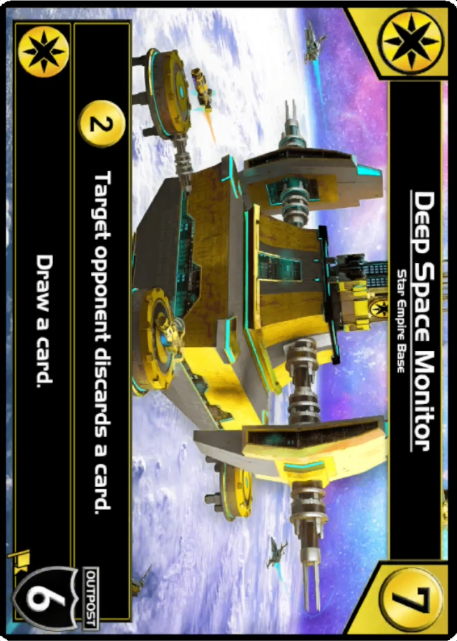 Deep Space Monitor
Star Empire Base
7
2
Target opponent discards a card.
Draw a card.
OUTPOST
6